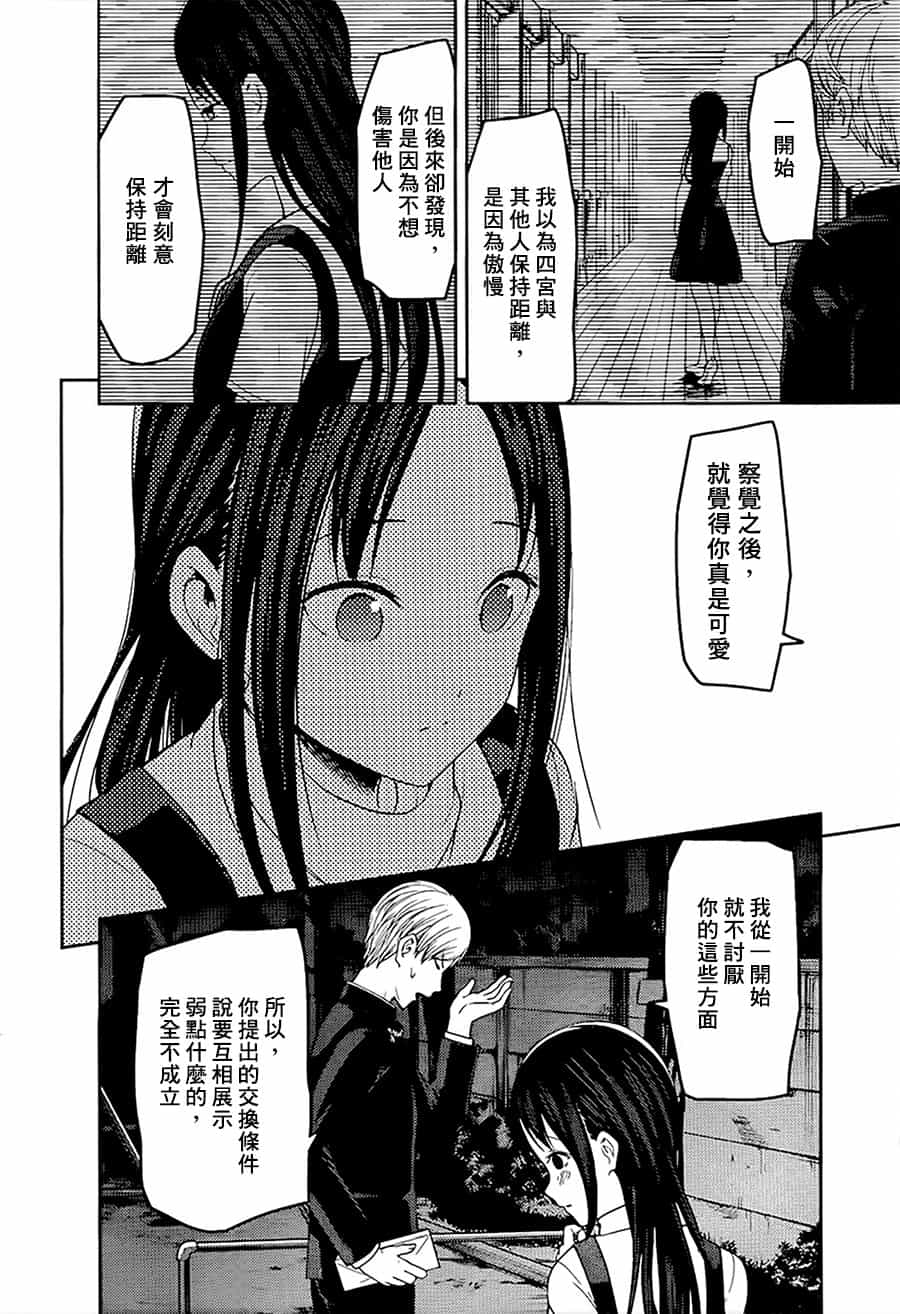 一開始
我以為四宮與
其他人保持距離，
是因為傲慢
但後來卻發現，
你是因為不想
傷害他人
才會刻意
保持距離
察覺之後，
就覺得你真是可愛
我從一開始
就不討厭
你的這些方面
所以，
你提出的交換條件
說要互相展示
弱點什麼的，
完全不成立